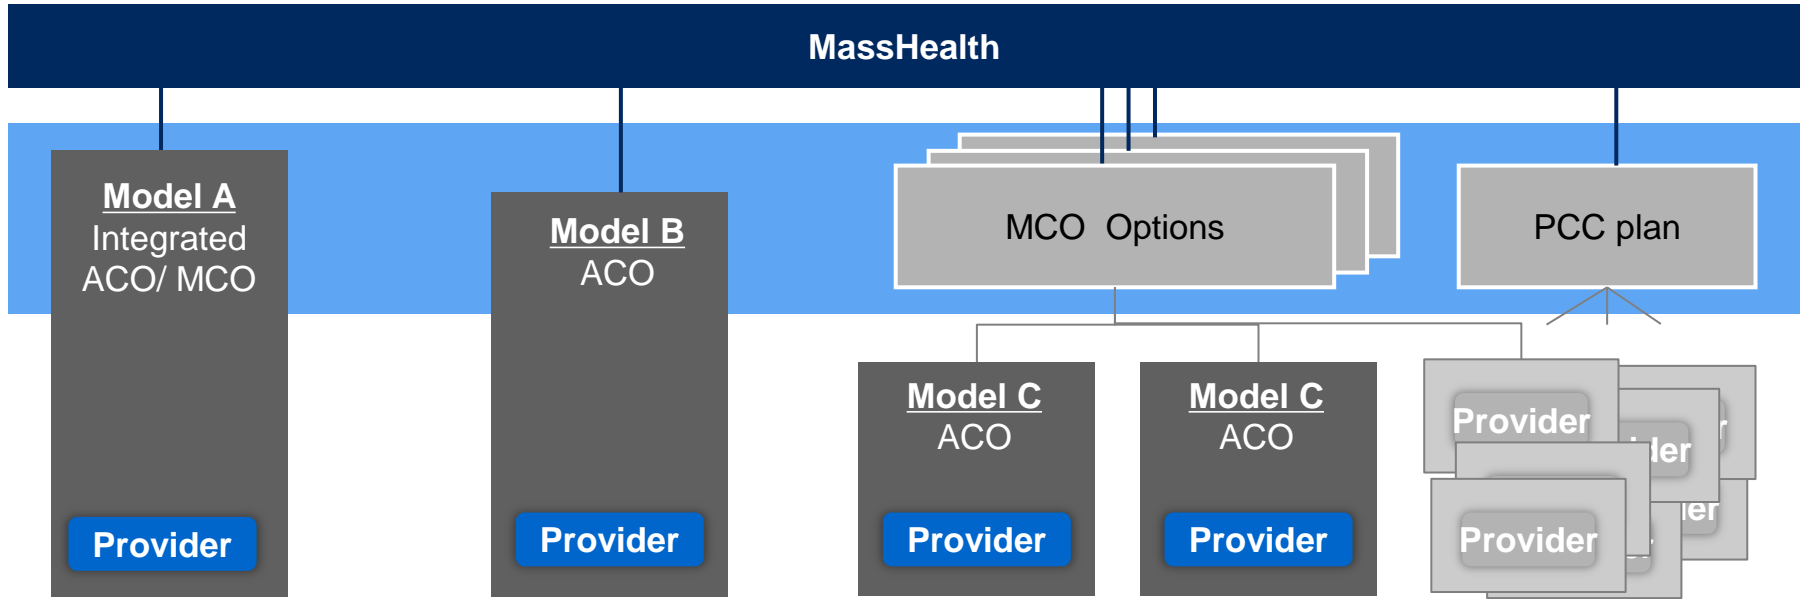 MassHealth
Model A
Integrated
ACO/ MCO
Model B
ACO
MCO Options
PCC plan
Model C
ACO
Model C
ACO
Provider
Provider
Provider
Provider
Provider
Provider